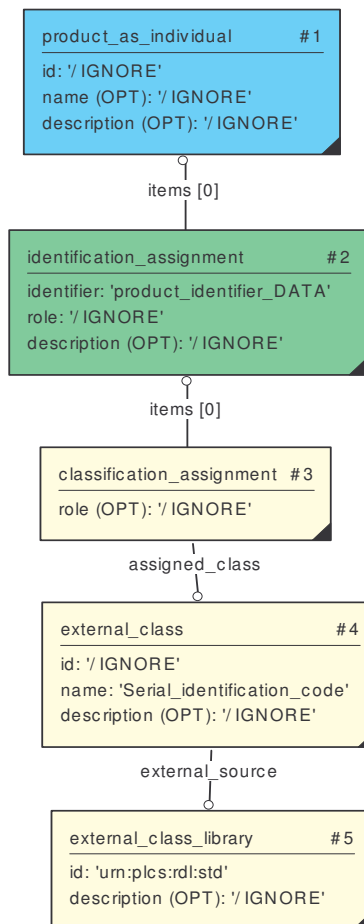 product_as_individual #1
id: '/IGNORE'
name (OPT): '/IGNORE'
description (OPT): '/IGNORE'
items [0]
identification_assignment #2
identifier: 'product_identifier_DATA'
role: '/IGNORE'
description (OPT): '/IGNORE'
items [0]
classification_assignment #3
role (OPT): '/IGNORE'
assigned_class
external_class #4
id: '/IGNORE'
name: 'Serial_identification_code'
description (OPT): '/IGNORE'
external_source
external_class_library #5
id: 'urn:plcs:rdl:std'
description (OPT): '/IGNORE'